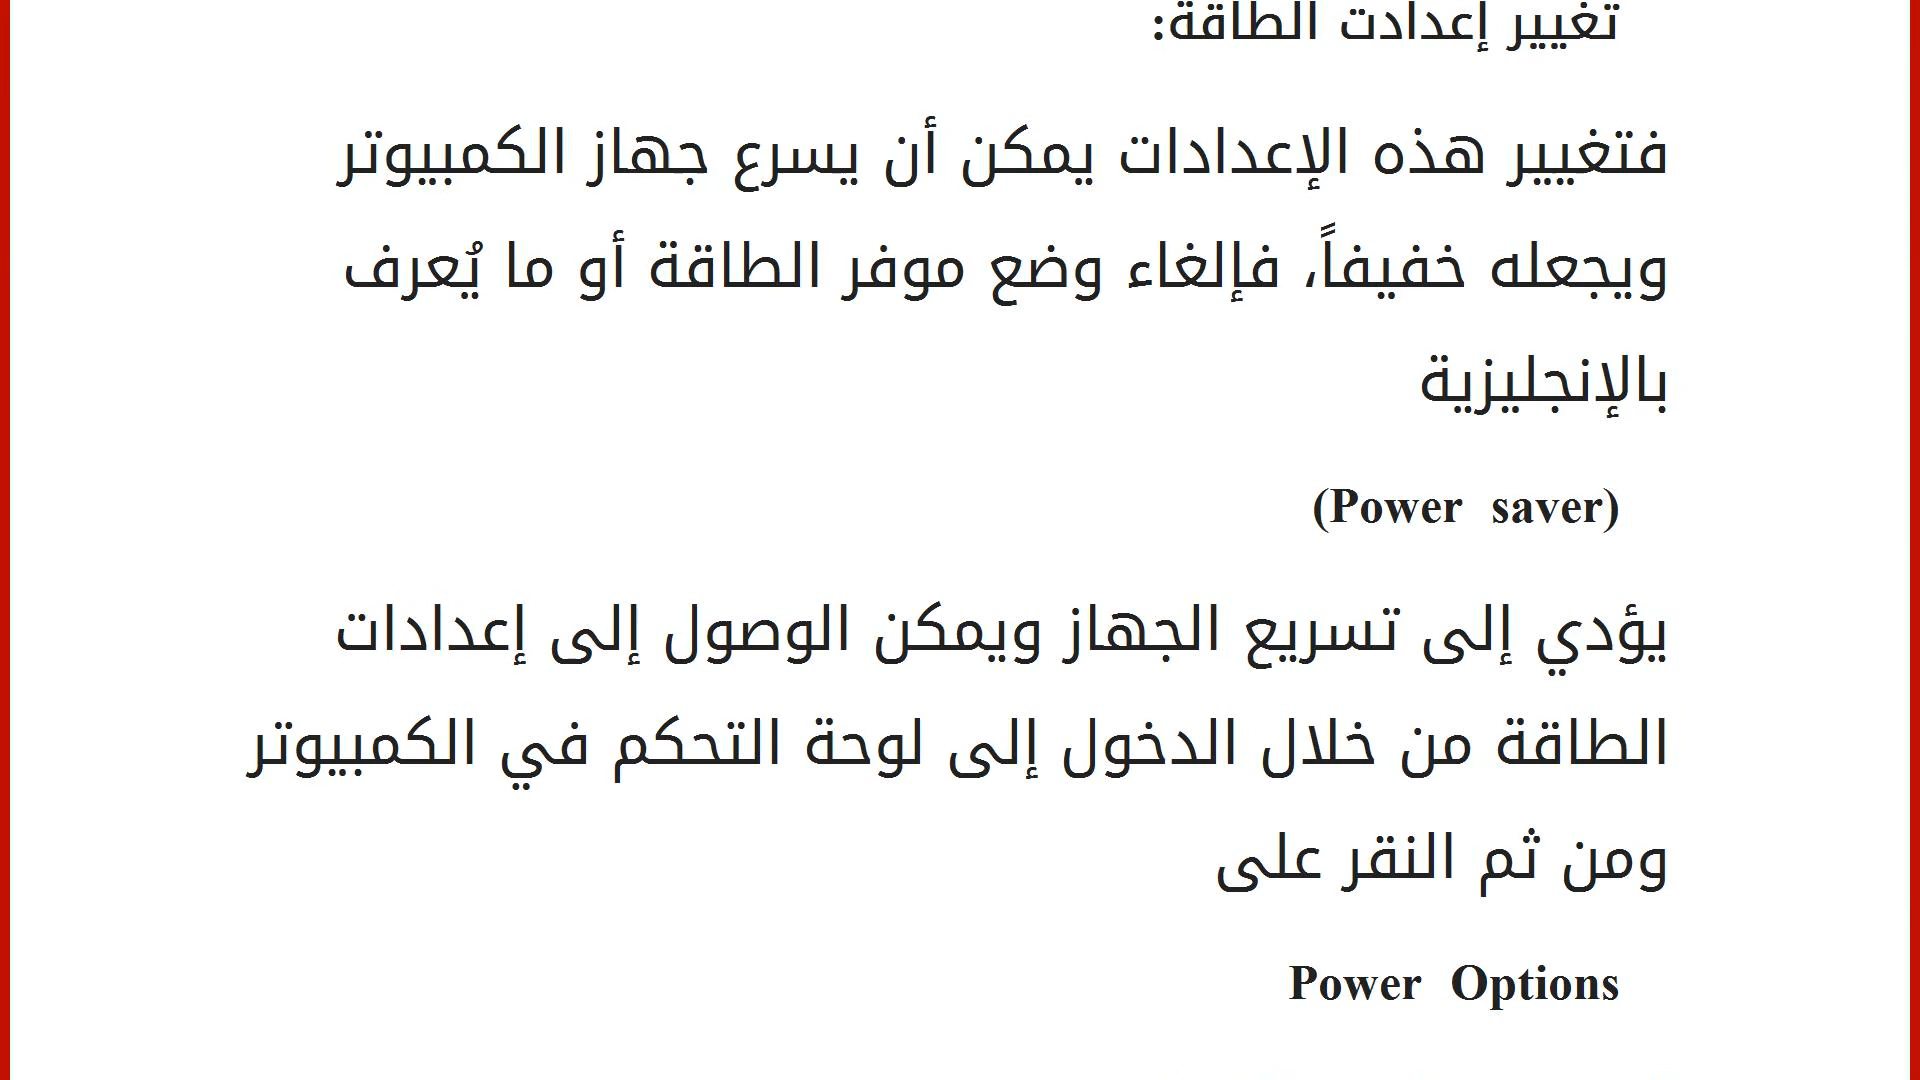 تغيير إعدادت الطاقة:
فتغيير هذه الإعدادات يمكن أن يسرع جهاز الكمبيوتر
ويجعله خفيفاً، فإلغاء وضع موفر الطاقة أو ما يُعرف
بالإنجليزية
(Power saver)
يؤدي إلى تسريع الجهاز ويمكن الوصول إلى إعدادات
الطاقة من خلال الدخول إلى لوحة التحكم في الكمبيوتر
ومن ثم النقر على
Power Options